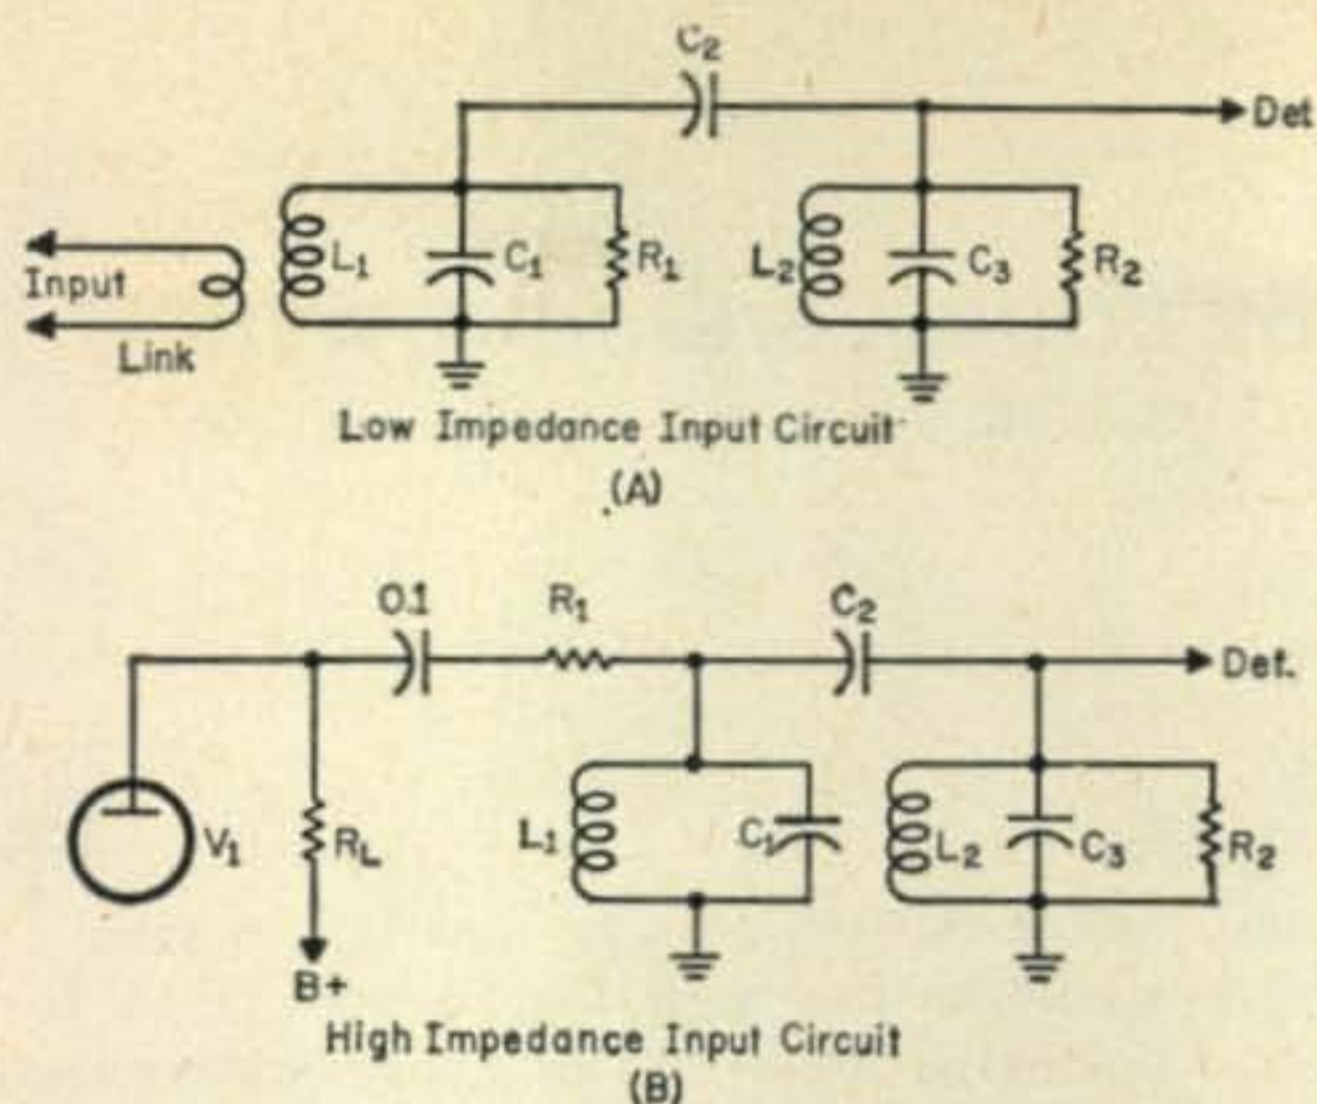 C₂
Det
L₁
C₁
R₁
L₂
C₃
R₂
Input
Link
Low Impedance Input Circuit
(A)
0.1
R₁
C₂
Det.
V₁
R_L
L₁
C₁
L₂
C₃
R₂
B+
High Impedance Input Circuit
(B)